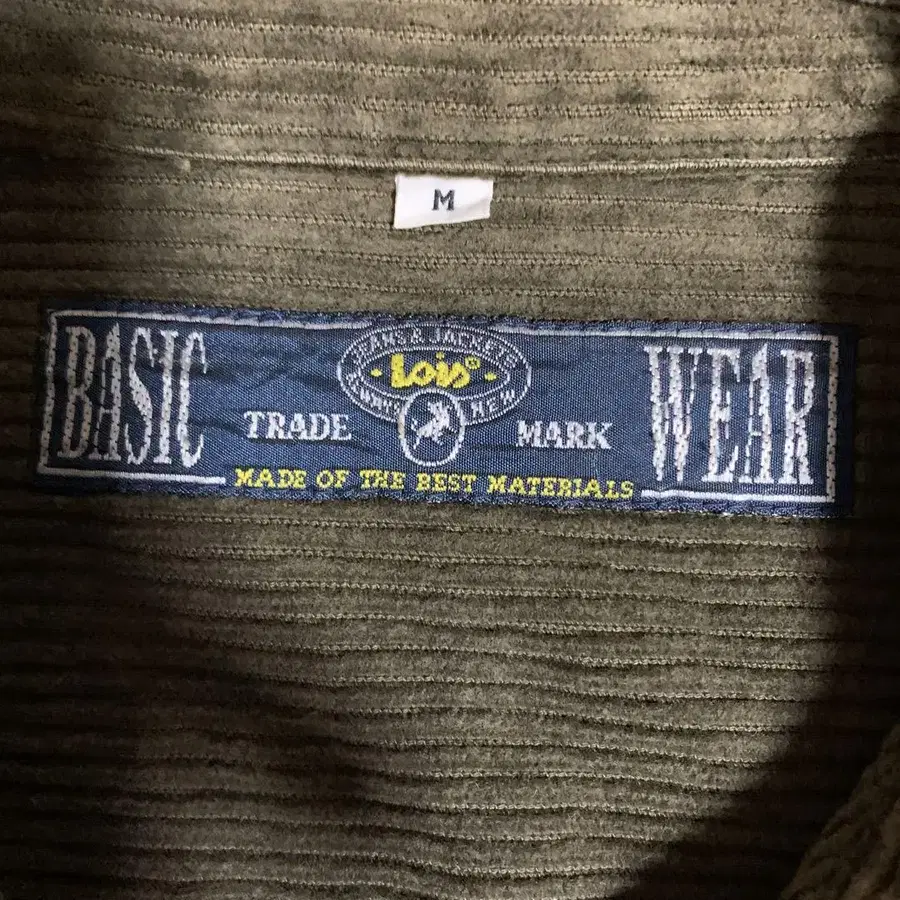 M
BASIC
JEANS & JACKETS
Lois®
TRADE
MARK
WEAR
MADE OF THE BEST MATERIALS